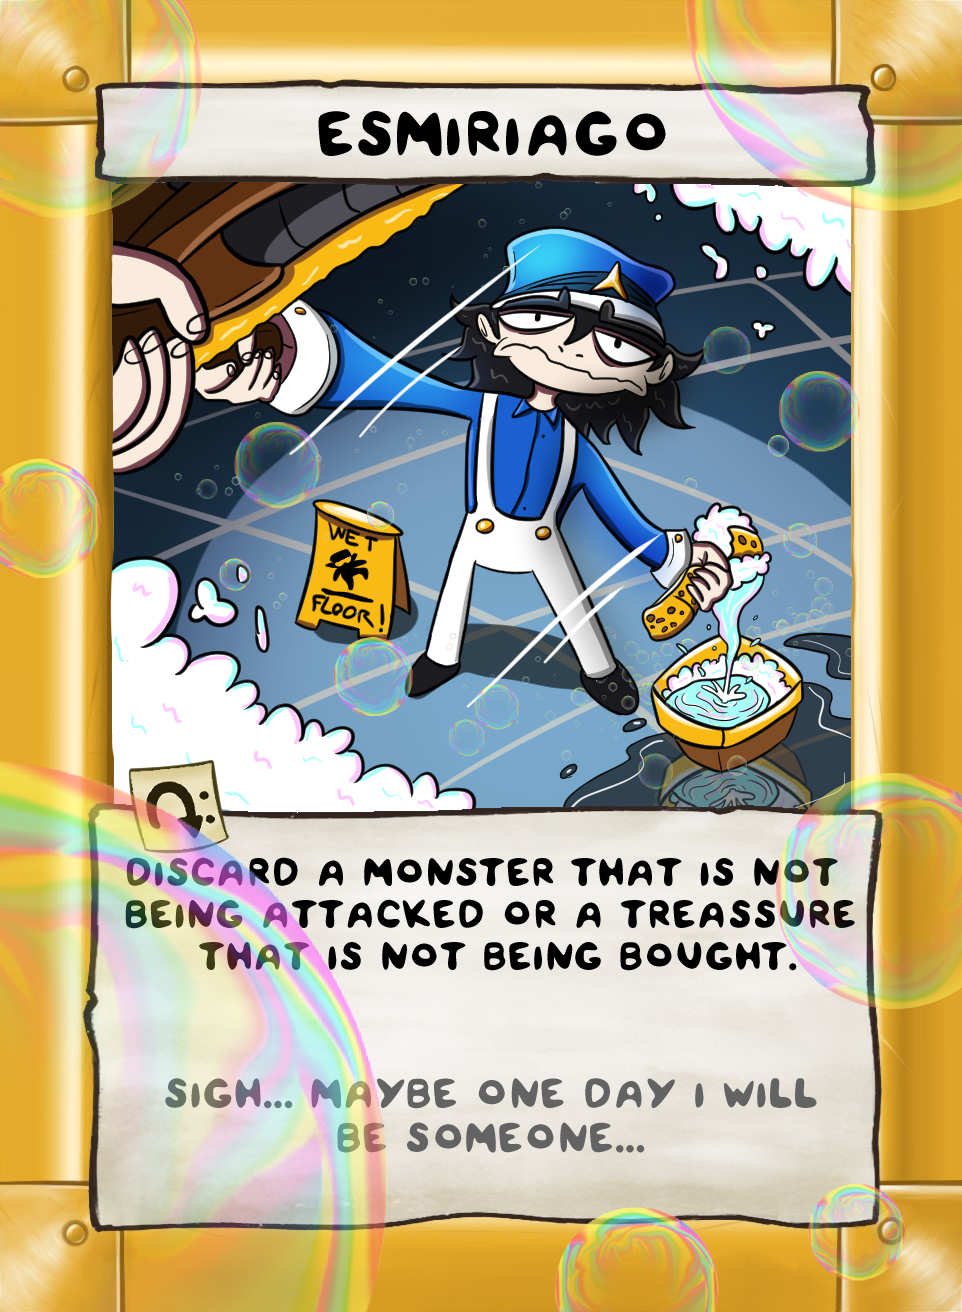 ESMIRIAGO
WET
FLOOR!
DISCARD A MONSTER THAT IS NOT
BEING ATTACKED OR A TREASSURE
THAT IS NOT BEING BOUGHT.
SIGH... MAYBE ONE DAY I WILL
BE SOMEONE...